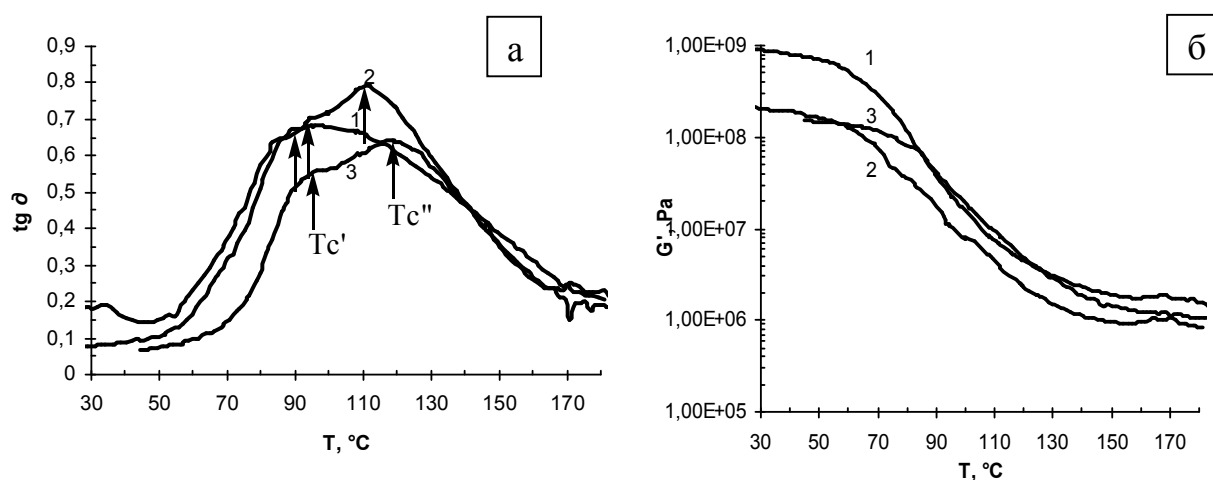 а
tg ∂
0,9
0,8
0,7
0,6
0,5
0,4
0,3
0,2
0,1
0
2
1
3
Tc'
Tc''
30 50 70 90 110 130 150 170
T, °C
б
G', Pa
1,00E+09
1,00E+08
1,00E+07
1,00E+06
1,00E+05
1
3
2
30 50 70 90 110 130 150 170
T, °C